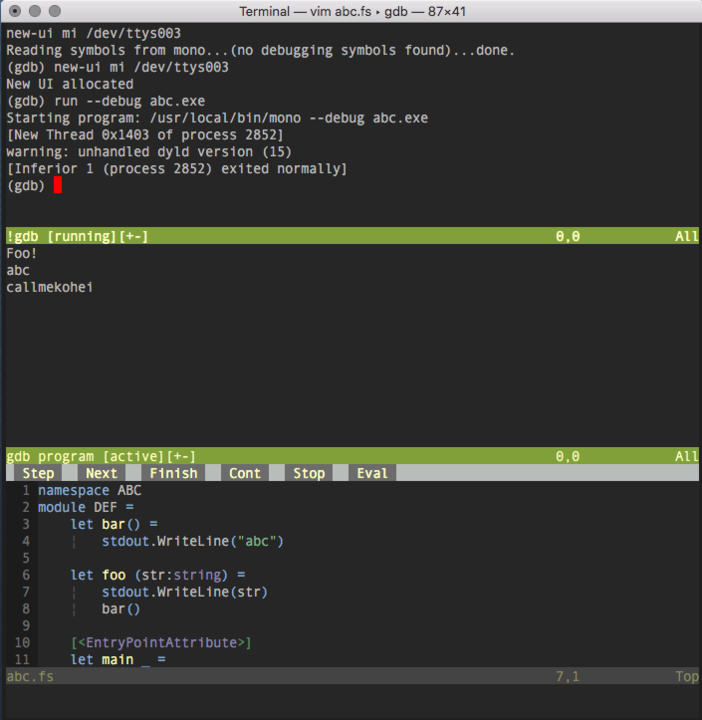 Terminal — vim abc.fs ▸ gdb — 87×41
new-ui mi /dev/ttys003
Reading symbols from mono...(no debugging symbols found)...done.
(gdb) new-ui mi /dev/ttys003
New UI allocated
(gdb) run --debug abc.exe
Starting program: /usr/local/bin/mono --debug abc.exe
[New Thread 0x1403 of process 2852]
warning: unhandled dyld version (15)
[Inferior 1 (process 2852) exited normally]
(gdb)
!gdb [running][+-] 0,0 All
Foo!
abc
callmekohei
gdb program [active][+-] 0,0 All
Step Next Finish Cont Stop Eval
1 namespace ABC
2 module DEF =
3 let bar() =
4 ¦ stdout.WriteLine("abc")
5
6 let foo (str:string) =
7 ¦ stdout.WriteLine(str)
8 ¦ bar()
9
10 [<EntryPointAttribute>]
11 let main _ =
abc.fs 7,1 Top